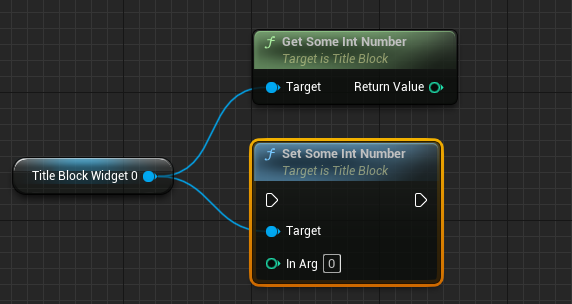 Get Some Int Number
Target is Title Block
Target Return Value
Set Some Int Number
Target is Title Block
Title Block Widget 0
Target
In Arg 0